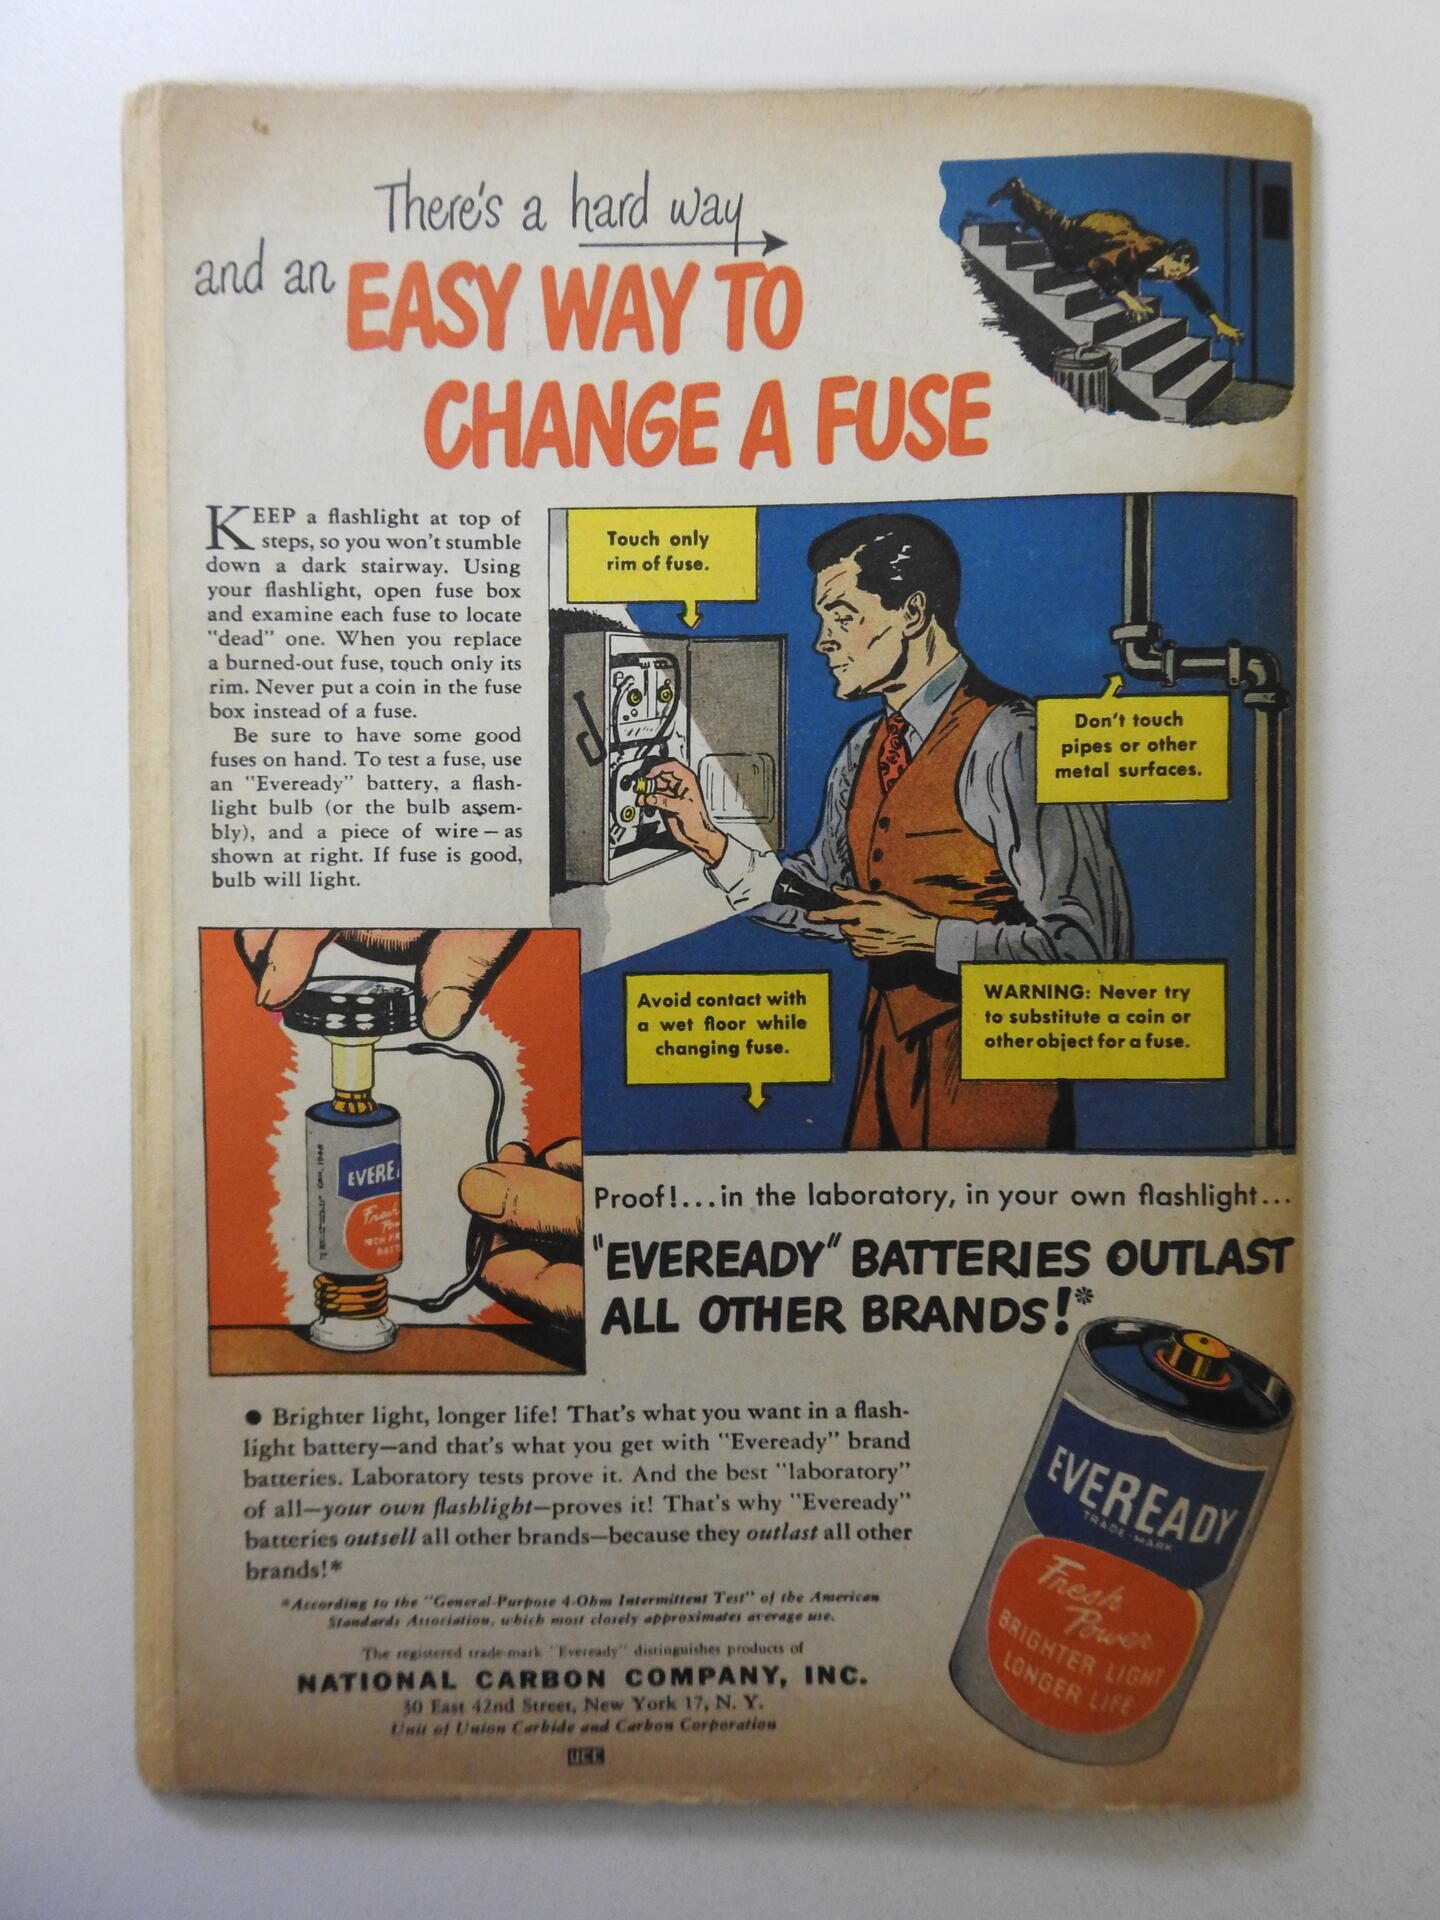 There's a hard way
and an EASY WAY TO
CHANGE A FUSE
KEEP a flashlight at top of
steps, so you won't stumble
down a dark stairway. Using
your flashlight, open fuse box
and examine each fuse to locate
"dead" one. When you replace
a burned-out fuse, touch only its
rim. Never put a coin in the fuse
box instead of a fuse.
Be sure to have some good
fuses on hand. To test a fuse, use
an "Eveready" battery, a flash-
light bulb (or the bulb assem-
bly), and a piece of wire – as
shown at right. If fuse is good,
bulb will light.
Touch only
rim of fuse.
Don't touch
pipes or other
metal surfaces.
Avoid contact with
a wet floor while
changing fuse.
WARNING: Never try
to substitute a coin or
other object for a fuse.
EVEREA
Fresh
Pow
Proof!...in the laboratory, in your own flashlight...
"EVEREADY" BATTERIES OUTLAST
ALL OTHER BRANDS!*
● Brighter light, longer life! That's what you want in a flash-
light battery—and that's what you get with "Eveready" brand
batteries. Laboratory tests prove it. And the best "laboratory"
of all—your own flashlight—proves it! That's why "Eveready"
batteries outsell all other brands—because they outlast all other
brands!*
*According to the "General-Purpose 4-Ohm Intermittent Test" of the American
Standards Association, which most closely approximates average use.
The registered trade-mark "Eveready" distinguishes products of
NATIONAL CARBON COMPANY, INC.
30 East 42nd Street, New York 17, N. Y.
Unit of Union Carbide and Carbon Corporation
UCC
EVEREADY
TRADE-MARK
Fresh
Power
BRIGHTER LIGHT
LONGER LIFE